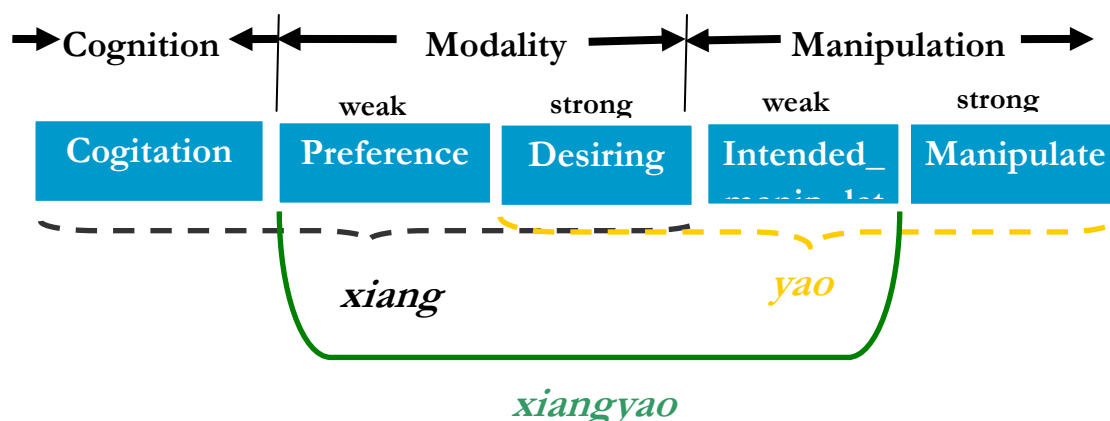 Cognition Modality Manipulation
weak strong weak strong
Cogitation Preference Desiring Intended_ Manipulate
xiang yao
xiangyao